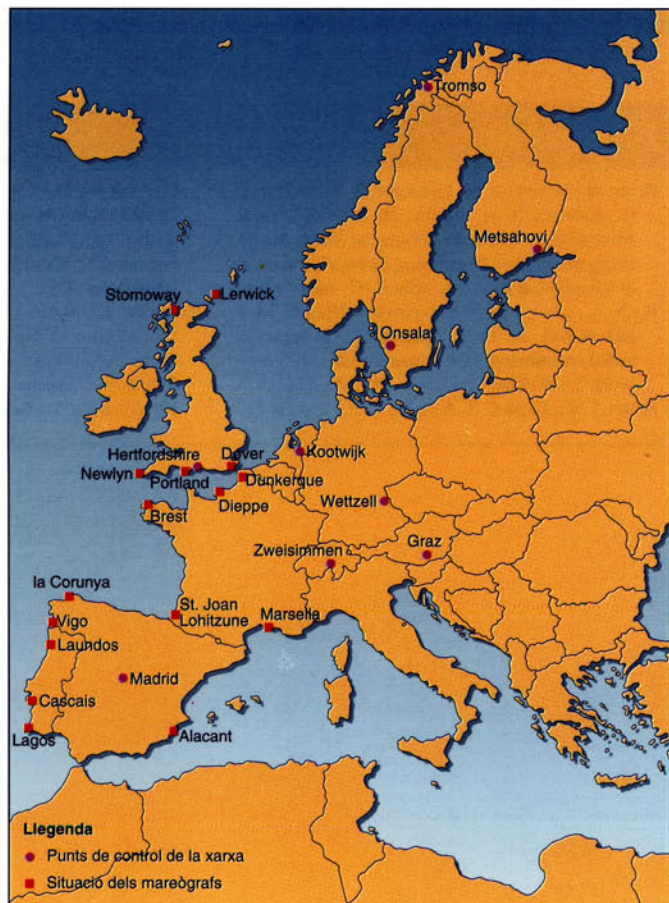 Tromso
Metsahovi
Stornoway
Lerwick
Onsala
Hertfordshire
Dover
Kootwijk
Newlyn
Portland
Dunkerque
Dieppe
Brest
Wettzell
Zweisimmen
Graz
la Corunya
St. Joan
Lohitzune
Marsella
Vigo
Laundos
Madrid
Cascais
Lagos
Alacant
Llegenda
Punts de control de la xarxa
Situació dels mareògrafs